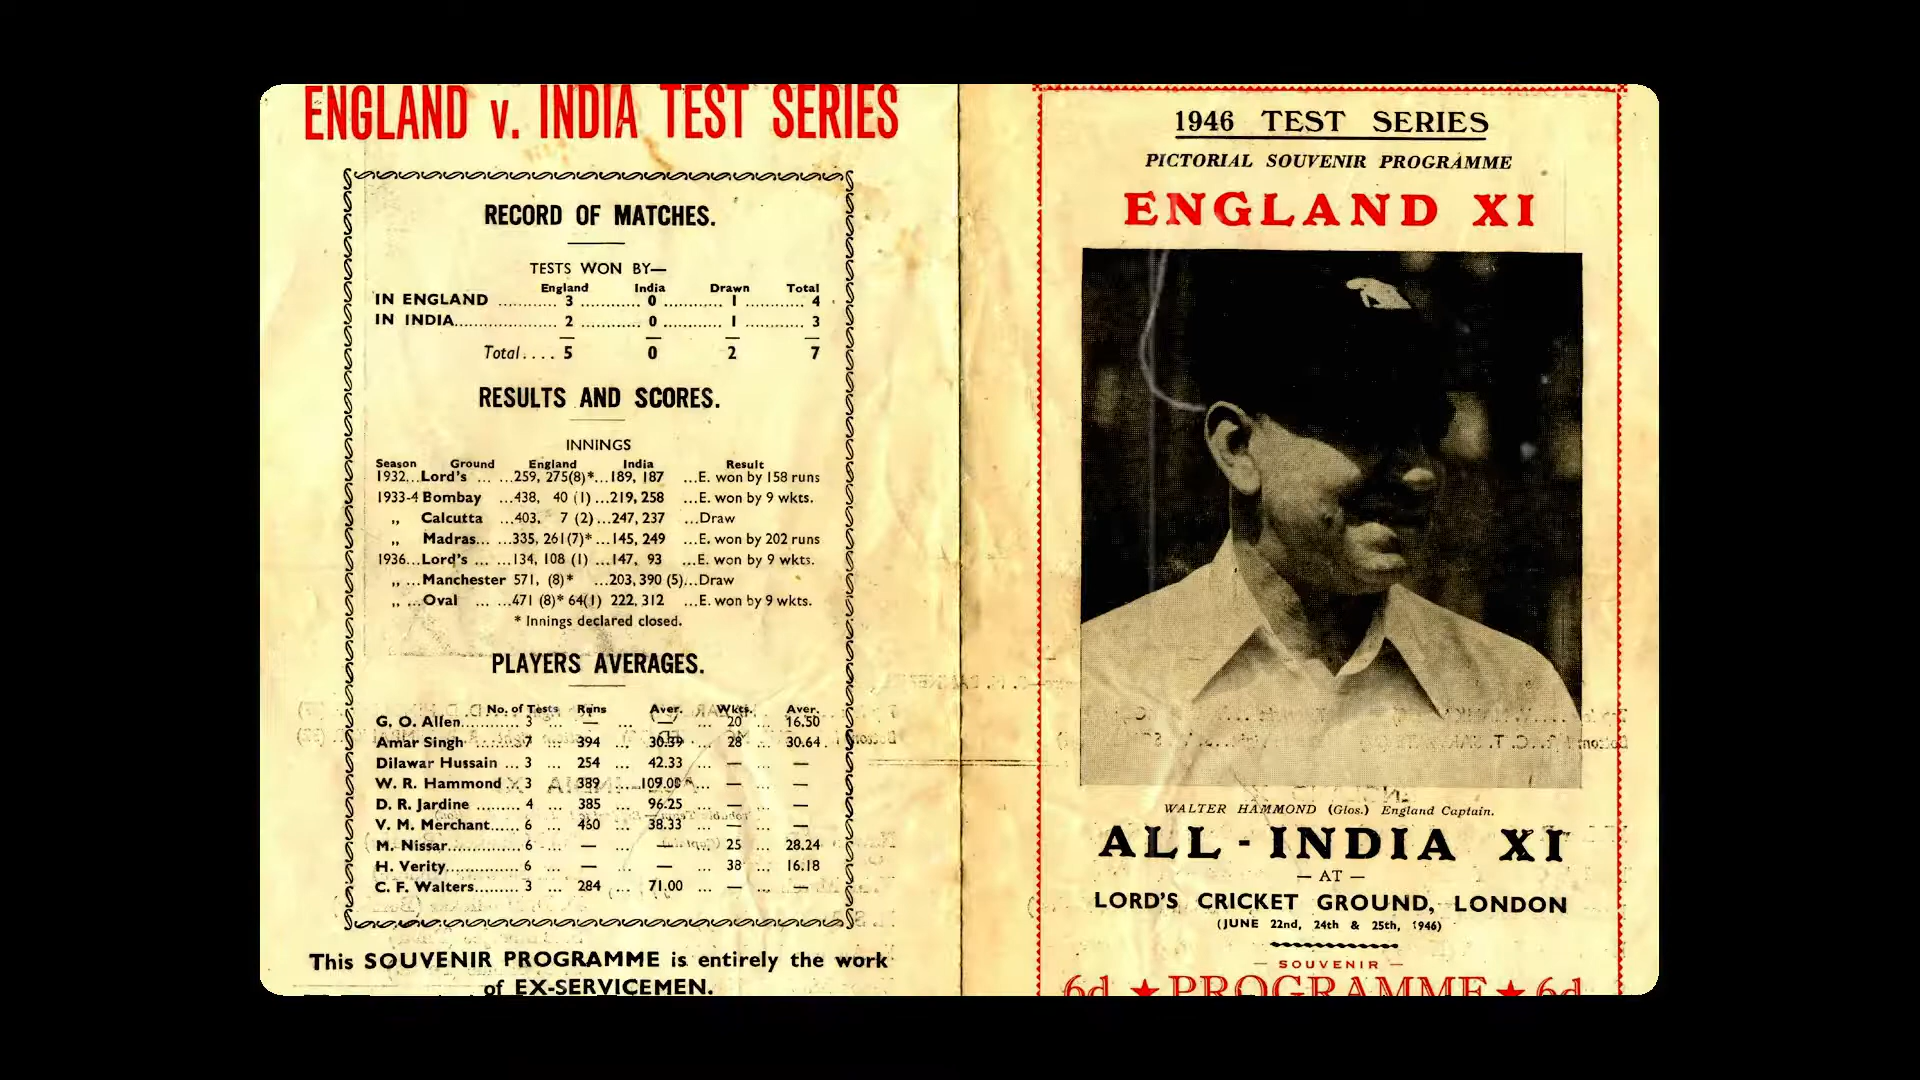 ENGLAND v. INDIA TEST SERIES
RECORD OF MATCHES.
TESTS WON BY—
England India Drawn Total
IN ENGLAND ............ 3 ............ 0 ............ 1 ............ 4
IN INDIA..................... 2 ............ 0 ............ 1 ............ 3
Total .... 5 0 2 7
RESULTS AND SCORES.
INNINGS
Season Ground England India Result
1932...Lord's ... ...259, 275(8)*...189, 187 ...E. won by 158 runs
1933-4 Bombay ...438, 40 (1) ...219, 258 ...E. won by 9 wkts.
,, Calcutta ...403, 7 (2)...247, 237 ...Draw
,, Madras... ...335, 261(7)* ...145, 249 ...E. won by 202 runs
1936...Lord's ... ...134, 108 (1) ...147, 93 ...E. won by 9 wkts.
,, ...Manchester 571, (8)* ...203, 390 (5)...Draw
,, ...Oval ... ...471 (8)* 64(1) 222, 312 ...E. won by 9 wkts.
* Innings declared closed.
PLAYERS AVERAGES.
No. of Tests Runs Aver. Wkts. Aver.
G. O. Allen............ 3 ... — ... — ... 20 ... 16.50
Amar Singh ........ 7 ... 394 ... 30.39 ... 28 ... 30.64
Dilawar Hussain ... 3 ... 254 ... 42.33 ... — ... —
W. R. Hammond 3 ... 389 ... 109.00* ... — ... —
D. R. Jardine ......... 4 ... 385 ... 96.25 ... — ... —
V. M. Merchant...... 6 ... 460 ... 38.33 ... — ... —
M. Nissar............... 6 ... — ... — ... 25 ... 28.24
H. Verity............... 6 ... — ... — ... 38 ... 16.18
C. F. Walters......... 3 ... 284 ... 71.00 ... — ... —
This SOUVENIR PROGRAMME is entirely the work
of EX-SERVICEMEN.
1946 TEST SERIES
PICTORIAL SOUVENIR PROGRAMME
ENGLAND XI
WALTER HAMMOND (Glos.) England Captain.
ALL-INDIA XI
— AT —
LORD'S CRICKET GROUND, LONDON
(JUNE 22nd, 24th & 25th, 1946)
— SOUVENIR —
6d ★ PROGRAMME ★ 6d